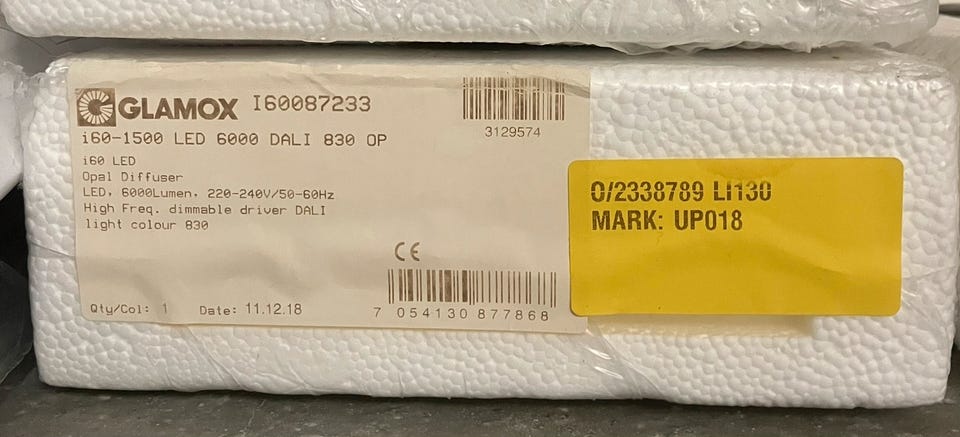 GLAMOX I60087233
i60-1500 LED 6000 DALI 830 OP
i60 LED
Opal Diffuser
LED, 6000Lumen, 220-240V/50-60Hz
High Freq. dimmable driver DALI
light colour 830
Qty/Col: 1 Date: 11.12.18
3129574
CE
7 054130 877868
O/2338789 LI130
MARK: UP018